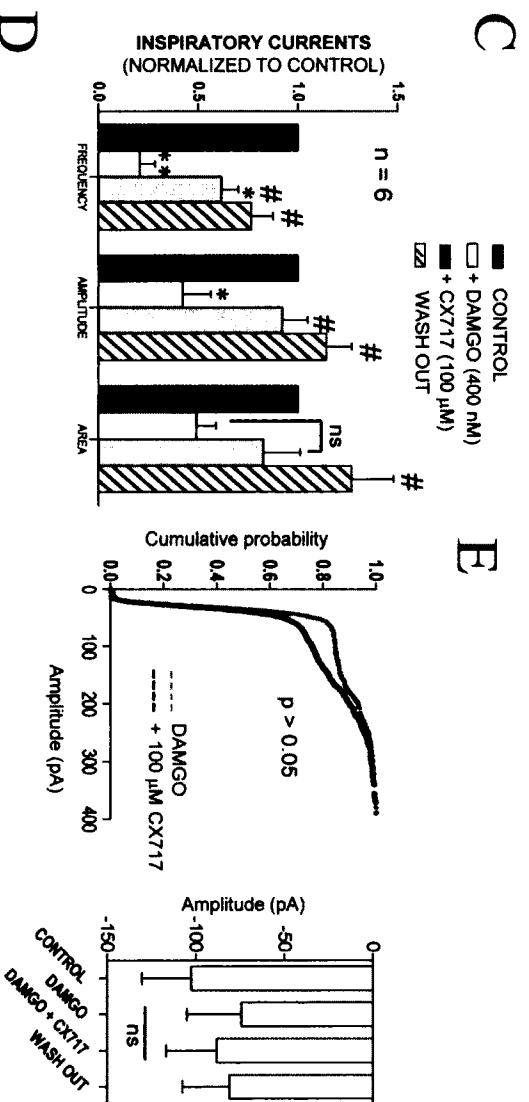 C
INSPIRATORY CURRENTS
(NORMALIZED TO CONTROL)
1.5
1.0
0.5
0.0
n = 6
CONTROL
+ DAMGO (400 nM)
+ CX717 (100 µM)
WASH OUT
**
*
#
#
*
#
#
ns
#
FREQUENCY
AMPLITUDE
AREA
D
E
Cumulative probability
1.0
0.8
0.6
0.4
0.2
0.0
0
100
200
300
400
Amplitude (pA)
p > 0.05
DAMGO
+ 100 µM CX717
Amplitude (pA)
0
-50
-100
-150
ns
CONTROL
DAMGO
DAMGO + CX717
WASH OUT